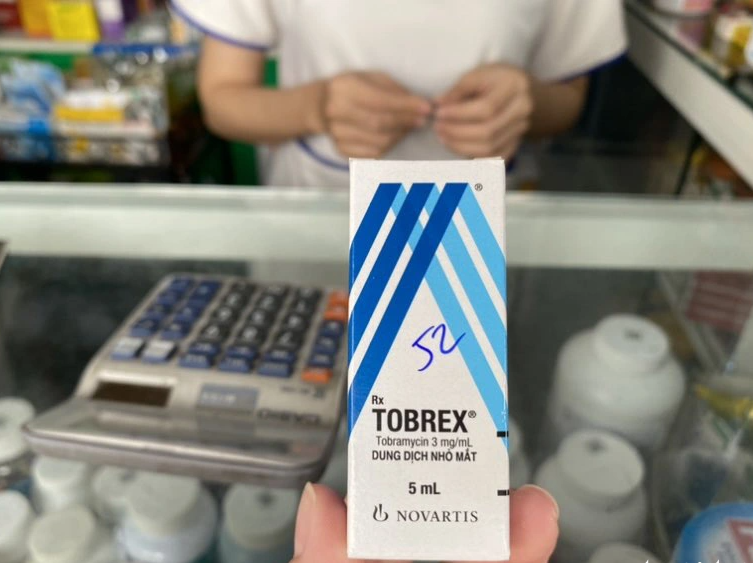 ®
52
Rx
TOBREX®
Tobramycin 3 mg/mL
DUNG DỊCH NHỎ MẮT
5 mL
NOVARTIS